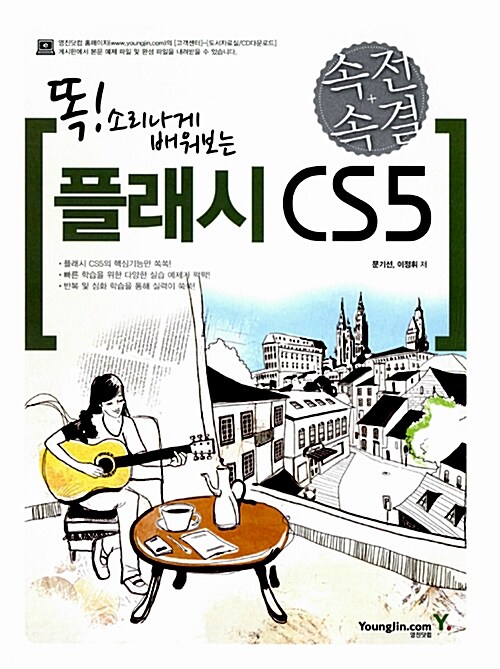 영진닷컴 홈페이지(www.youngjin.com)의 [고객센터]-[도서자료실/CD다운로드]
게시판에서 본문 예제 파일 및 완성 파일을 내려받을 수 있습니다.
속전
+
속결
똑! 소리나게
배워보는
플래시 CS5
문기선, 이정휘 저
• 플래시 CS5의 핵심기능만 쏙쏙!
• 빠른 학습을 위한 다양한 실습 예제가 팍팍!
• 반복 및 심화 학습을 통해 실력이 쑥쑥!
YoungJin.com Y.
영진닷컴